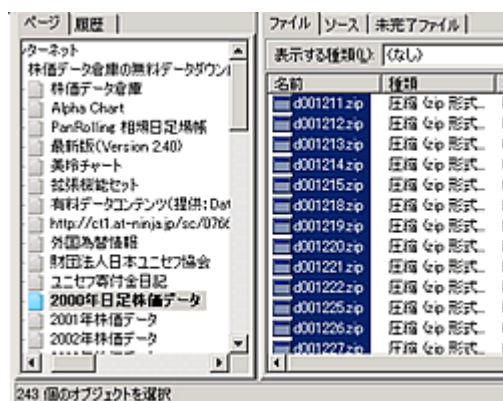 ページ 履歴
ターネット
株価データ倉庫の無料データダウン
株価データ倉庫
Alpha Chart
PanRolling 相場日足場帳
最新版(Version 2.40)
美玲チャート
拡張機能セット
有料データコンテンツ(提供:Dat
http://ct1.at-ninja.jp/sc/0766
外国為替情報
財団法人日本ユニセフ協会
ユニセフ寄付金日記
2000年日足株価データ
2001年株価データ
2002年株価データ
ファイル ソース 未完了ファイル
表示する種類(L): (なし)
名前 種類
d001211.zip 圧縮 (zip 形式...
d001212.zip 圧縮 (zip 形式...
d001213.zip 圧縮 (zip 形式...
d001214.zip 圧縮 (zip 形式...
d001215.zip 圧縮 (zip 形式...
d001218.zip 圧縮 (zip 形式...
d001219.zip 圧縮 (zip 形式...
d001220.zip 圧縮 (zip 形式...
d001221.zip 圧縮 (zip 形式...
d001222.zip 圧縮 (zip 形式...
d001225.zip 圧縮 (zip 形式...
d001226.zip 圧縮 (zip 形式...
d001227.zip 圧縮 (zip 形式...
243 個のオブジェクトを選択